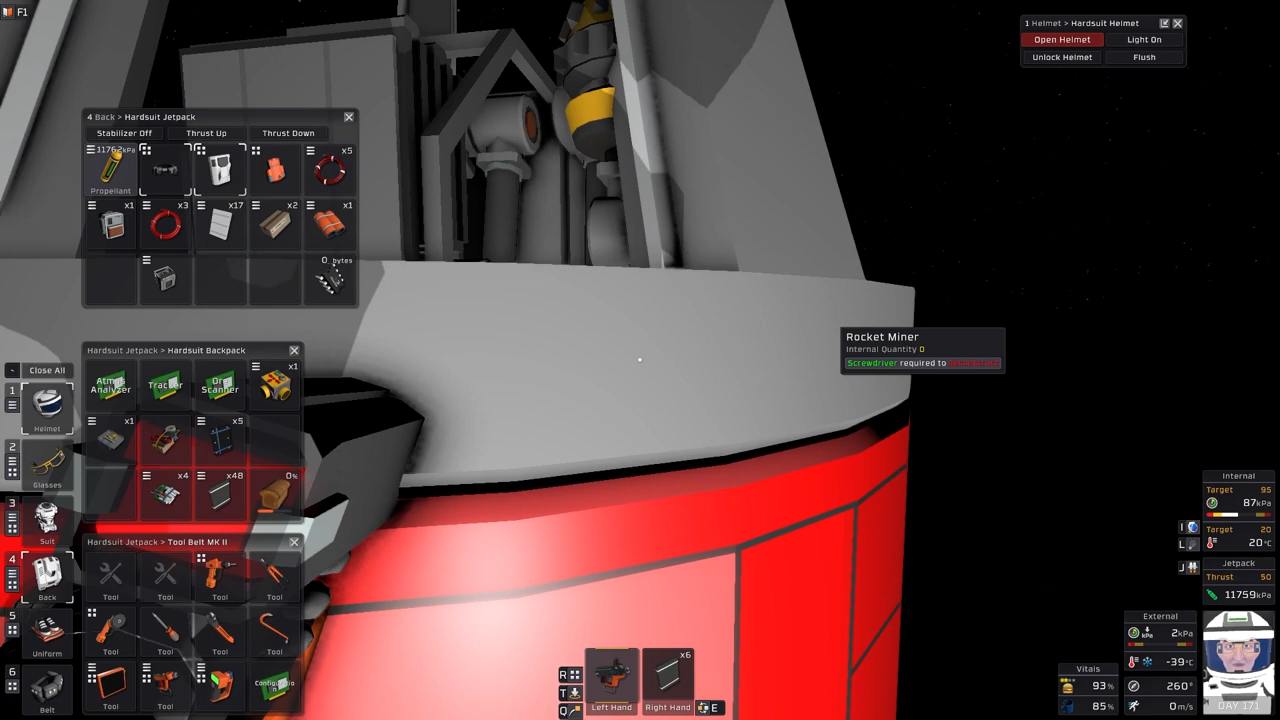 F1
1 Helmet > Hardsuit Helmet
Open Helmet
Light On
Unlock Helmet
Flush
4 Back > Hardsuit Jetpack
Stabilizer Off
Thrust Up
Thrust Down
11762kPa
x5
Propellant
x1
x3
x17
x2
x1
0 bytes
Hardsuit Jetpack > Hardsuit Backpack
Atmos Analyzer
Tracker
Ore Scanner
x1
x1
x5
x4
x48
0%
Hardsuit Jetpack > Tool Belt MK II
Tool
Tool
Tool
Tool
Tool
Tool
Tool
Tool
Tool
Tool
Tool
Configuration
Close All
1
Helmet
2
Glasses
3
Suit
4
Back
5
Uniform
6
Belt
Rocket Miner
Internal Quantity 0
Screwdriver required to
R
T
Q
Left Hand
x6
Right Hand
E
Internal
Target 95
87kPa
Target 20
20°C
I
L
J
Jetpack
Thrust 50
11759kPa
External
kPa
2kPa
-39°C
260°
0m/s
Vitals
93%
85%
DAY 171